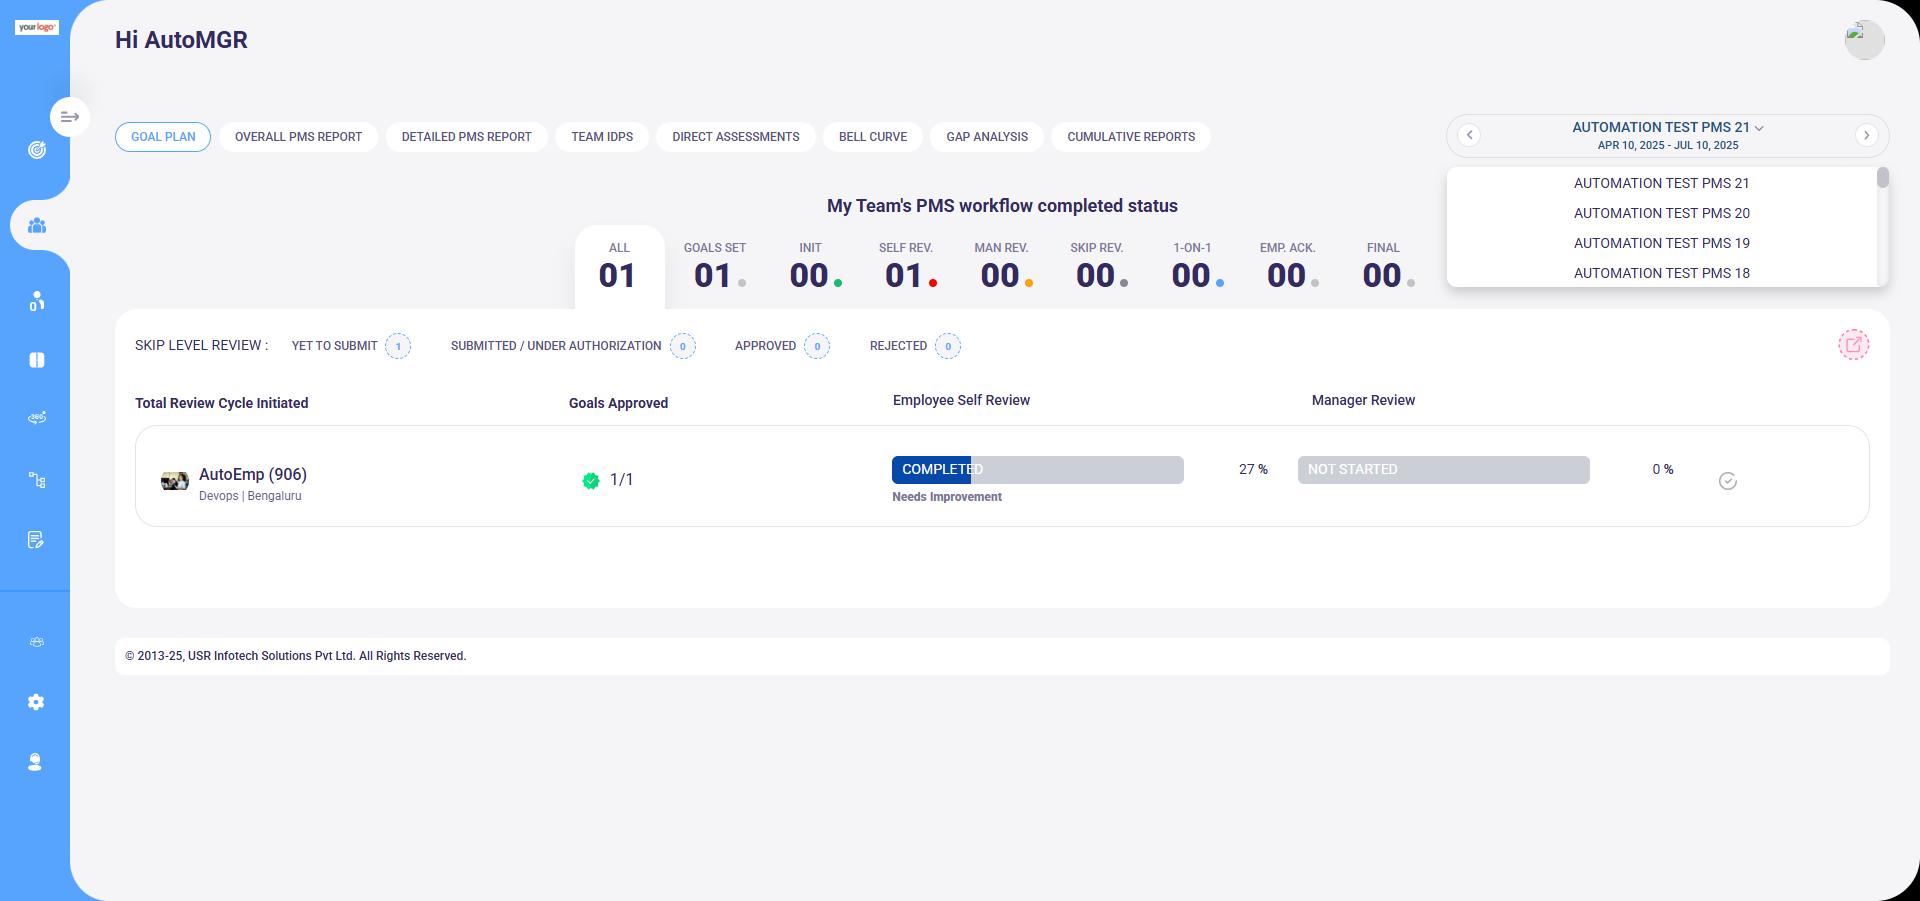 yourlogo
Hi AutoMGR
GOAL PLAN
OVERALL PMS REPORT
DETAILED PMS REPORT
TEAM IDPS
DIRECT ASSESSMENTS
BELL CURVE
GAP ANALYSIS
CUMULATIVE REPORTS
AUTOMATION TEST PMS 21
APR 10, 2025 - JUL 10, 2025
AUTOMATION TEST PMS 21
AUTOMATION TEST PMS 20
AUTOMATION TEST PMS 19
AUTOMATION TEST PMS 18
My Team's PMS workflow completed status
ALL
01
GOALS SET
01
INIT
00
SELF REV.
01
MAN REV.
00
SKIP REV.
00
1-ON-1
00
EMP. ACK.
00
FINAL
00
SKIP LEVEL REVIEW :
YET TO SUBMIT 1
SUBMITTED / UNDER AUTHORIZATION 0
APPROVED 0
REJECTED 0
Total Review Cycle Initiated
Goals Approved
Employee Self Review
Manager Review
AutoEmp (906)
Devops | Bengaluru
1/1
COMPLETED
27 %
Needs Improvement
NOT STARTED
0 %
360
© 2013-25, USR Infotech Solutions Pvt Ltd. All Rights Reserved.